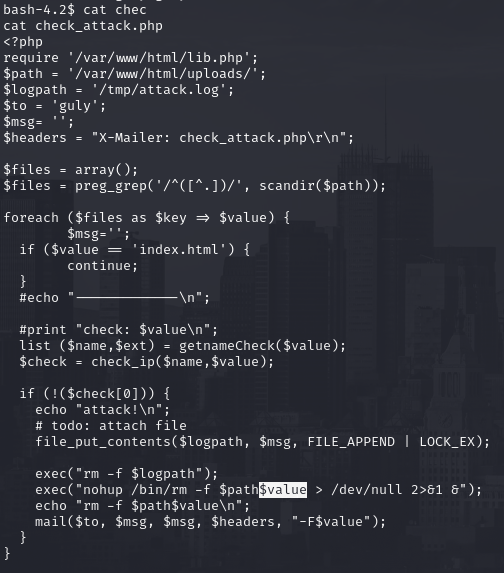 bash-4.2$ cat chec
cat check_attack.php
<?php
require '/var/www/html/lib.php';
$path = '/var/www/html/uploads/';
$logpath = '/tmp/attack.log';
$to = 'guly';
$msg= '';
$headers = "X-Mailer: check_attack.php\r\n";

$files = array();
$files = preg_grep('/^([^.])/', scandir($path));

foreach ($files as $key => $value) {
        $msg='';
  if ($value == 'index.html') {
        continue;
  }
  #echo "-------------\n";

  #print "check: $value\n";
  list ($name,$ext) = getnameCheck($value);
  $check = check_ip($name,$value);

  if (!($check[0])) {
    echo "attack!\n";
    # todo: attach file
    file_put_contents($logpath, $msg, FILE_APPEND | LOCK_EX);

    exec("rm -f $logpath");
    exec("nohup /bin/rm -f $path$value > /dev/null 2>&1 &");
    echo "rm -f $path$value\n";
    mail($to, $msg, $msg, $headers, "-F$value");
  }
}